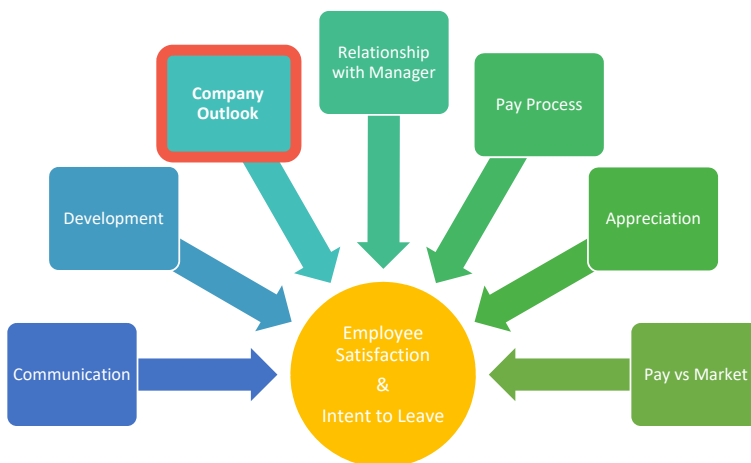 Relationship
with Manager
Company
Outlook
Pay Process
Development
Appreciation
Communication
Employee
Satisfaction
&
Intent to Leave
Pay vs Market